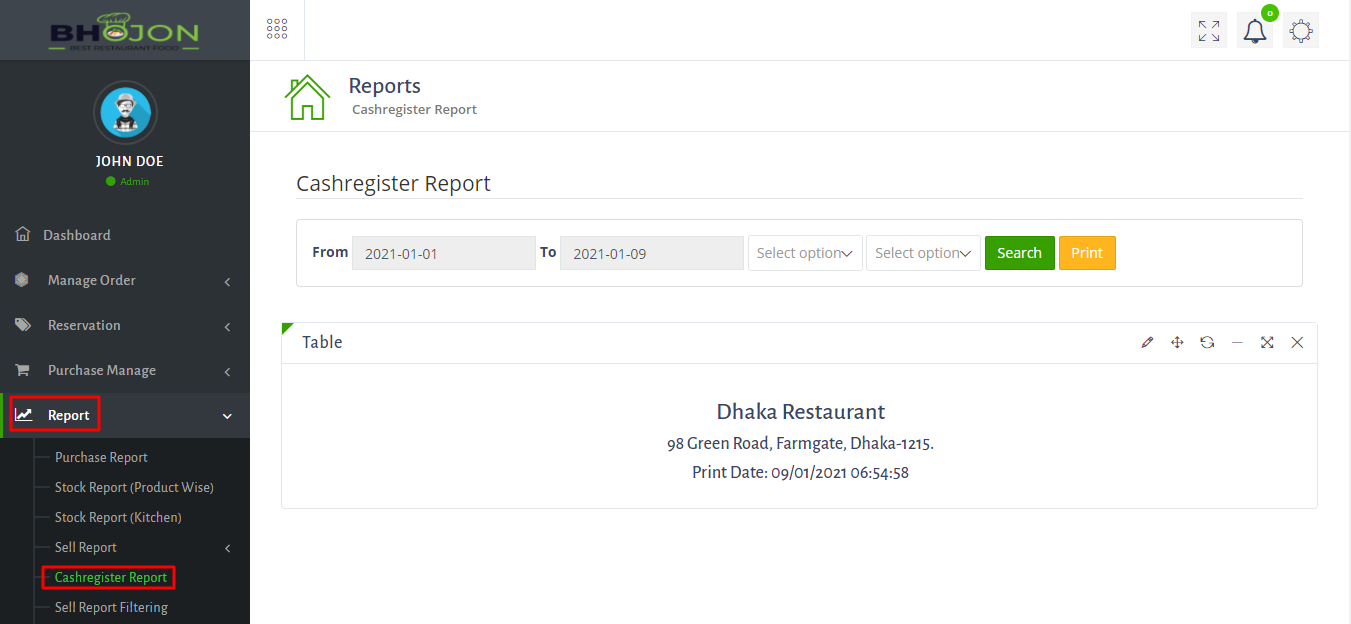 BHOJON
BEST RESTAURANT FOOD
JOHN DOE
Admin
Dashboard
Manage Order
Reservation
Purchase Manage
Report
Purchase Report
Stock Report (Product Wise)
Stock Report (Kitchen)
Sell Report
Cashregister Report
Sell Report Filtering
0
Reports
Cashregister Report
Cashregister Report
From 2021-01-01 To 2021-01-09 Select option Select option Search Print
Table
Dhaka Restaurant
98 Green Road, Farmgate, Dhaka-1215.
Print Date: 09/01/2021 06:54:58